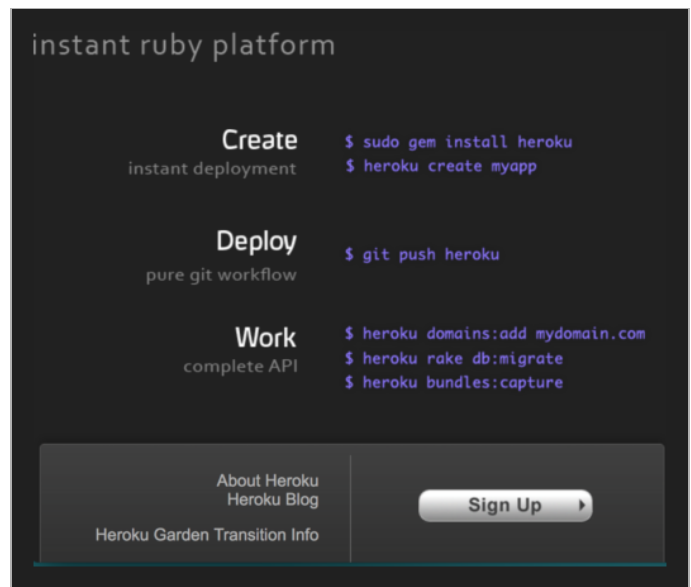 instant ruby platform
Create
instant deployment
$ sudo gem install heroku
$ heroku create myapp
Deploy
pure git workflow
$ git push heroku
Work
complete API
$ heroku domains:add mydomain.com
$ heroku rake db:migrate
$ heroku bundles:capture
About Heroku
Heroku Blog
Heroku Garden Transition Info
Sign Up